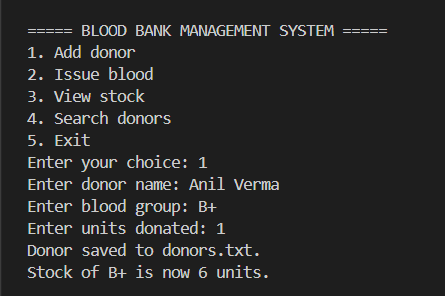 ===== BLOOD BANK MANAGEMENT SYSTEM =====
1. Add donor
2. Issue blood
3. View stock
4. Search donors
5. Exit
Enter your choice: 1
Enter donor name: Anil Verma
Enter blood group: B+
Enter units donated: 1
Donor saved to donors.txt.
Stock of B+ is now 6 units.